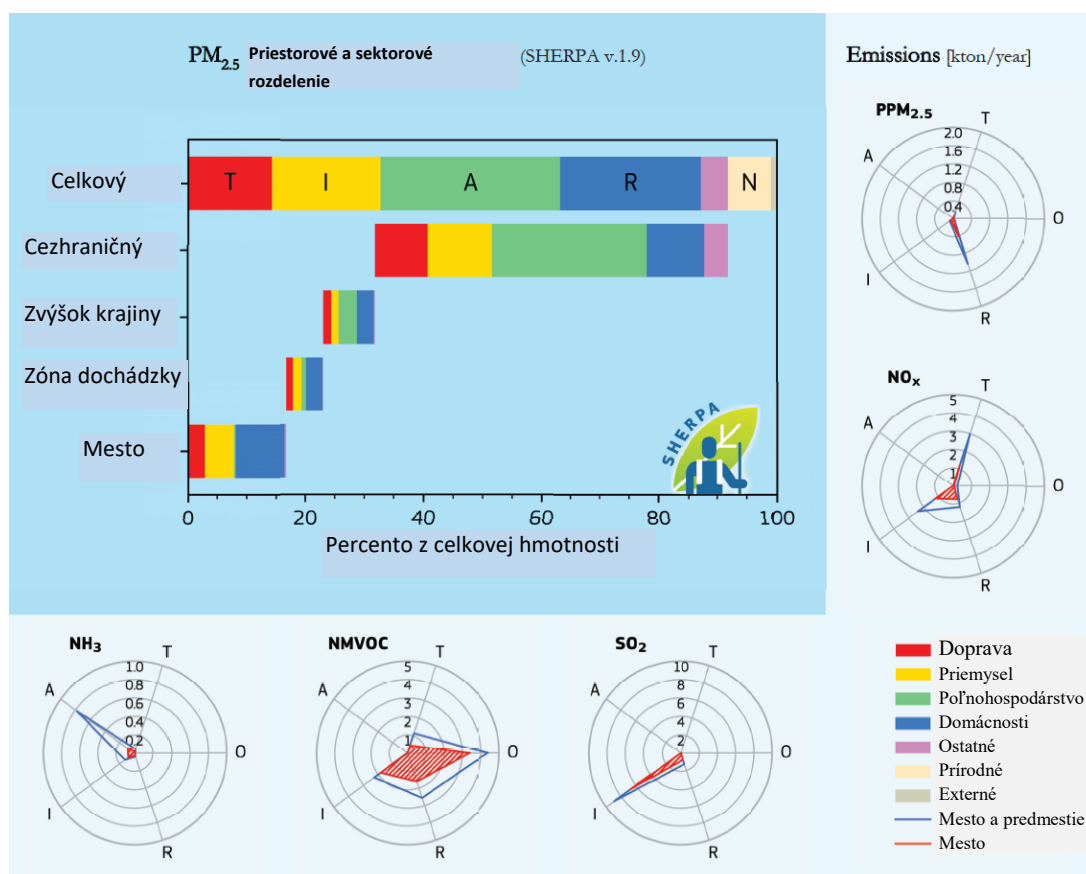 PM2.5 Priestorové a sektorové
rozdelenie
(SHERPA v.1.9)
Emissions [kton/year]
Celkový
T I A R N
Cezhraničný
Zvýšok krajiny
Zóna dochádzky
Mesto
SHERPA
0 20 40 60 80 100
Percento z celkovej hmotnosti
PPM2.5
T
A
O
I
R
2.0
1.6
1.2
0.8
0.4
NOx
T
A
O
I
R
5
4
3
2
1
NH3
T
A
O
I
R
1.0
0.8
0.6
0.4
0.2
NMVOC
T
A
O
I
R
5
4
3
2
1
SO2
T
A
O
I
R
10
8
6
4
2
Doprava
Priemysel
Poľnohospodárstvo
Domácnosti
Ostatné
Prírodné
Externé
Mesto a predmestie
Mesto